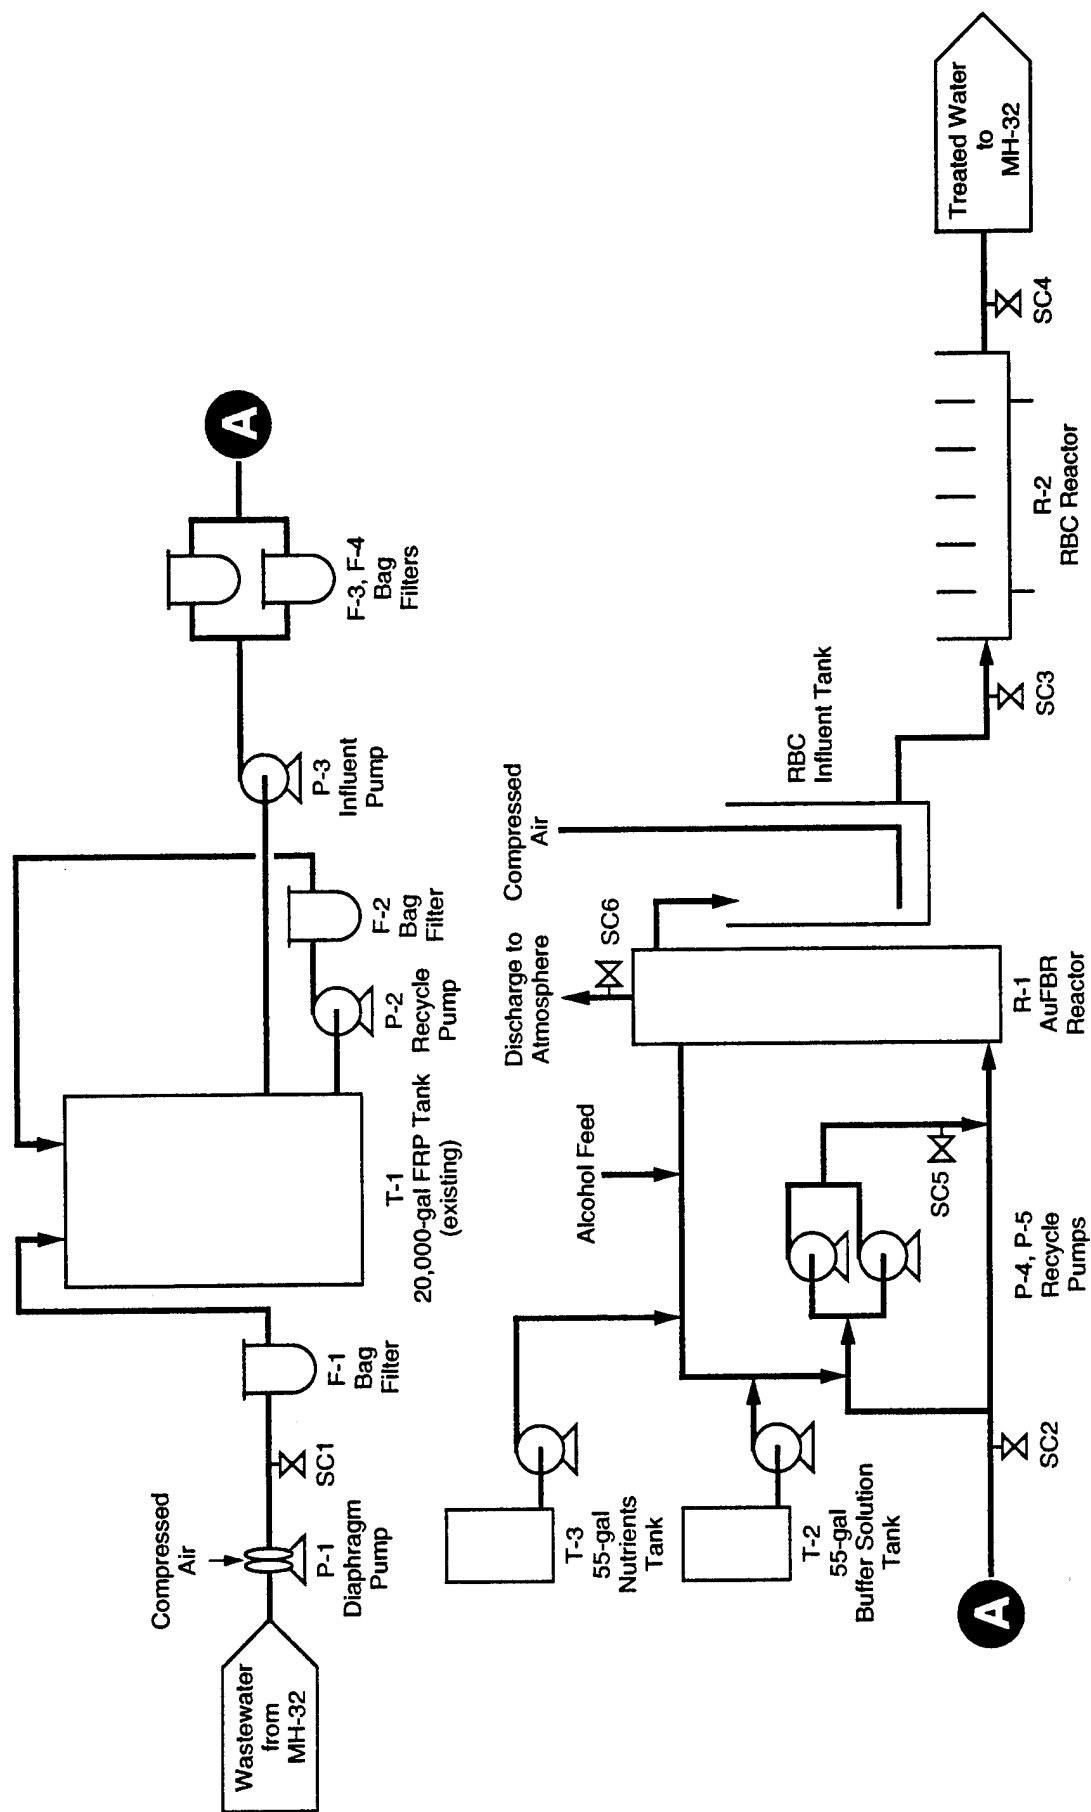 Wastewater
from
MH-32
Compressed
Air
P-1
Diaphragm
Pump
SC1
F-1
Bag
Filter
T-1
20,000-gal FRP Tank
(existing)
P-2
Recycle
Pump
F-2
Bag
Filter
P-3
Influent
Pump
F-3, F-4
Bag
Filters
A
A
T-3
55-gal
Nutrients
Tank
T-2
55-gal
Buffer Solution
Tank
SC2
Alcohol Feed
P-4, P-5
Recycle
Pumps
SC5
Discharge to
Atmosphere
SC6
R-1
AuFBR
Reactor
Compressed
Air
RBC
Influent Tank
SC3
R-2
RBC Reactor
SC4
Treated Water
to
MH-32